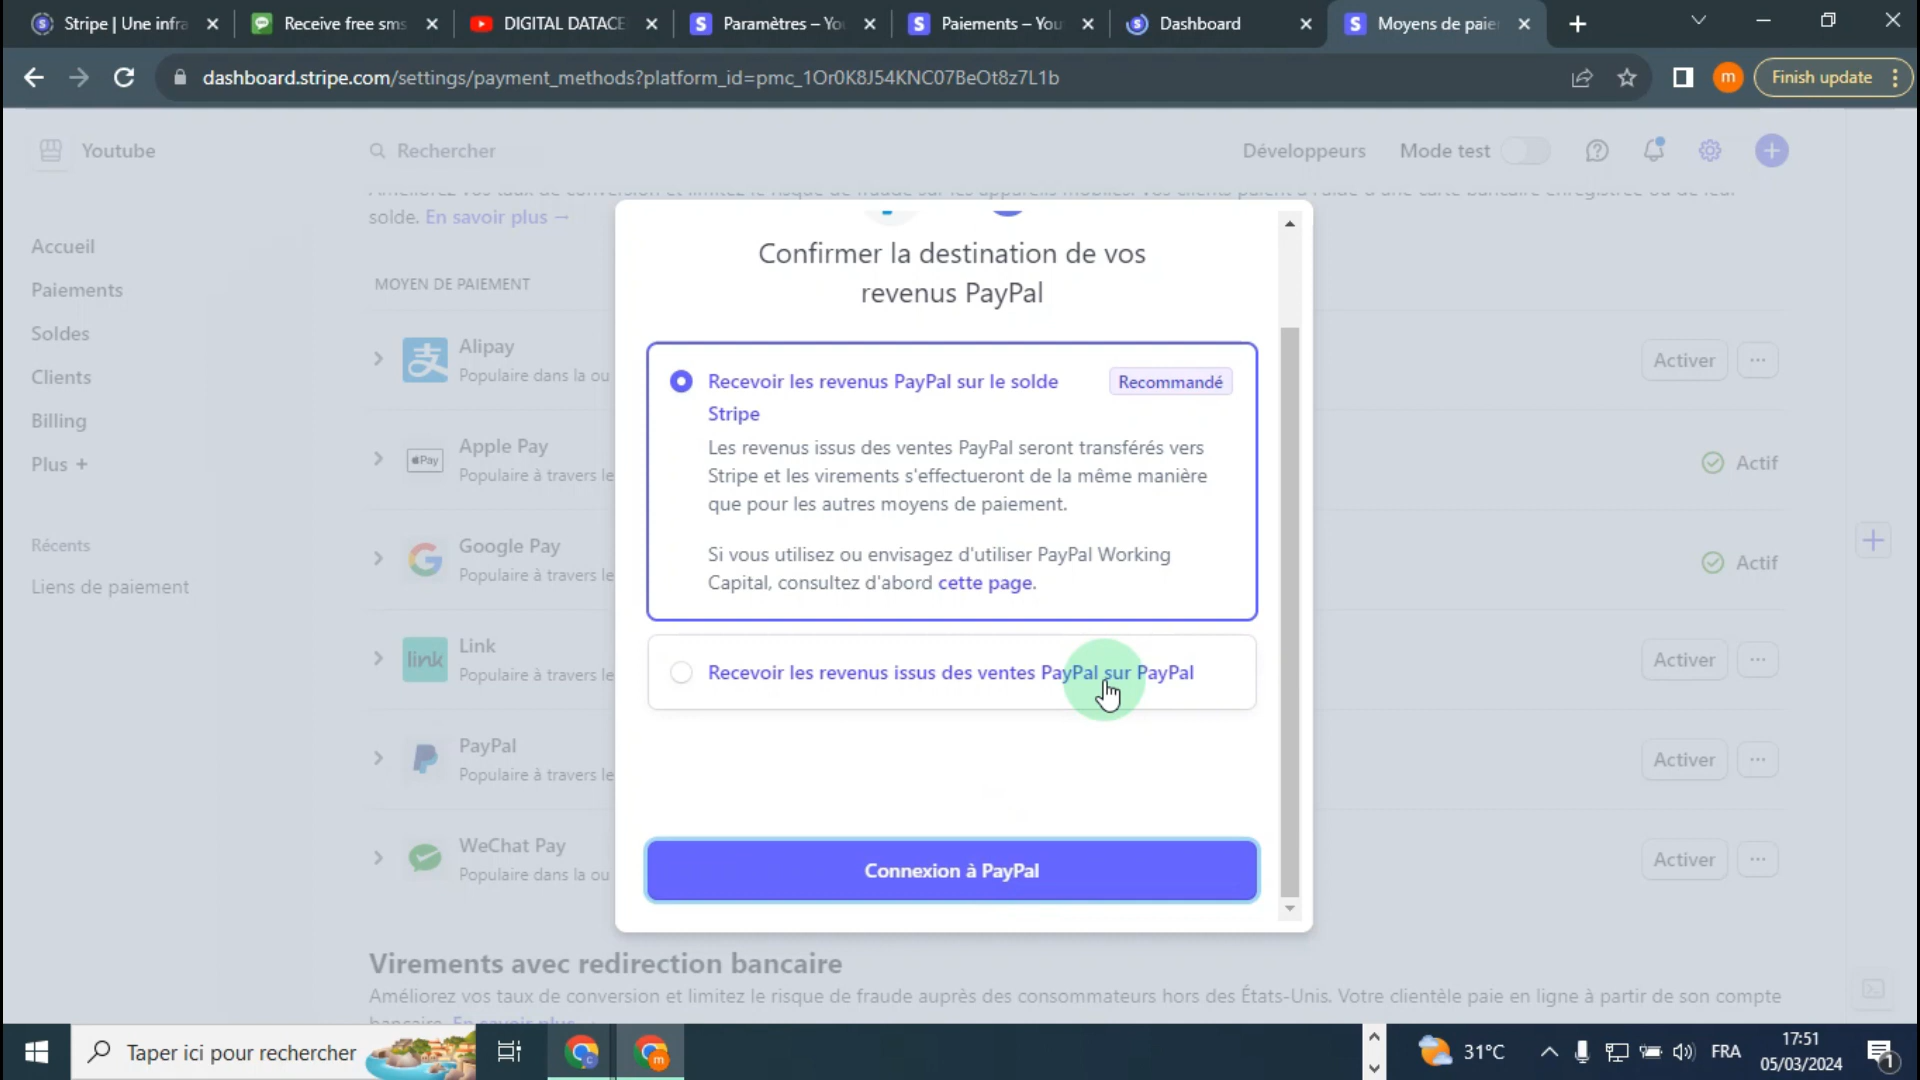 Stripe | Une infra
Receive free sms
DIGITAL DATACE
Paramètres – You
Paiements – You
Dashboard
Moyens de paie
dashboard.stripe.com/settings/payment_methods?platform_id=pmc_1Or0K8J54KNC07BeOt8z7L1b
m
Finish update
Youtube
Rechercher
Développeurs
Mode test
solde. En savoir plus →
Accueil
Paiements
Soldes
Clients
Billing
Plus +
Récents
Liens de paiement
MOYEN DE PAIEMENT
Alipay
Populaire dans la ou
Activer
Apple Pay
Populaire à travers le
Actif
Google Pay
Populaire à travers le
Actif
Link
Populaire à travers le
Activer
PayPal
Populaire à travers le
Activer
WeChat Pay
Populaire dans la ou
Activer
Confirmer la destination de vos
revenus PayPal
Recevoir les revenus PayPal sur le solde
Stripe
Recommandé
Les revenus issus des ventes PayPal seront transférés vers
Stripe et les virements s'effectueront de la même manière
que pour les autres moyens de paiement.
Si vous utilisez ou envisagez d'utiliser PayPal Working
Capital, consultez d'abord cette page.
Recevoir les revenus issus des ventes PayPal sur PayPal
Connexion à PayPal
Virements avec redirection bancaire
Améliorez vos taux de conversion et limitez le risque de fraude auprès des consommateurs hors des États-Unis. Votre clientèle paie en ligne à partir de son compte
Taper ici pour rechercher
31°C
FRA
17:51
05/03/2024
1